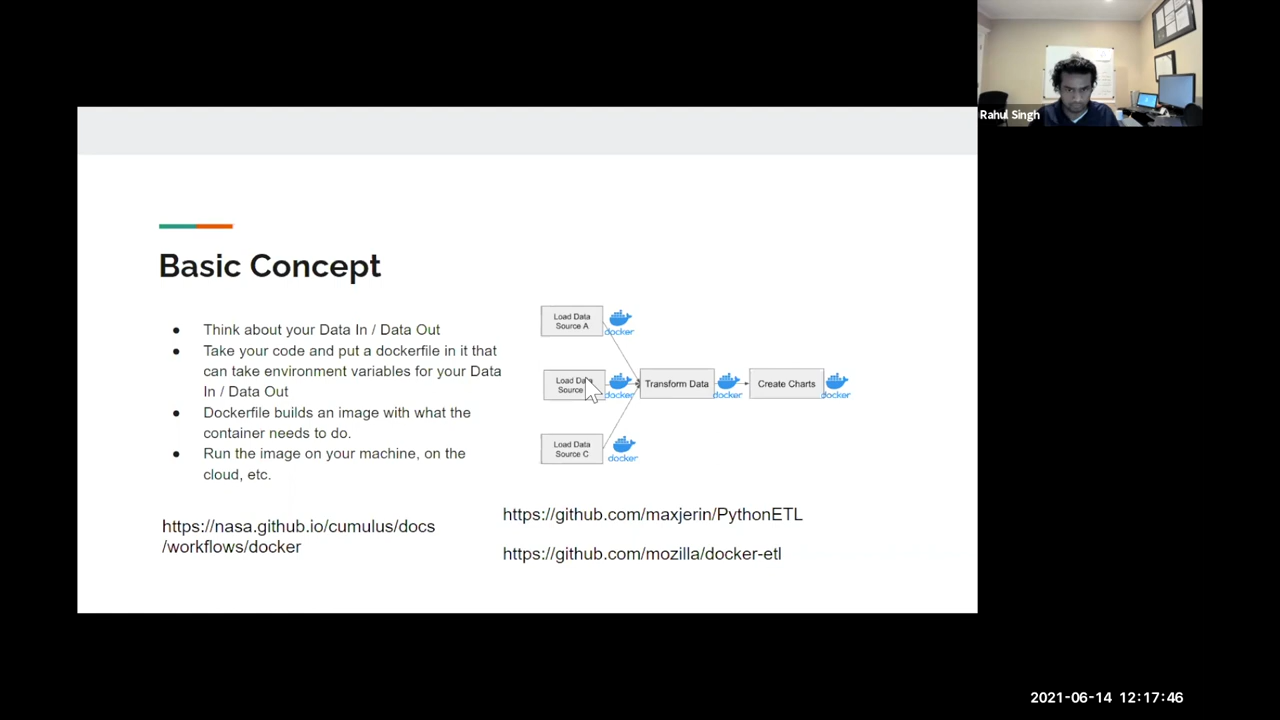 Rahul Singh
Basic Concept
● Think about your Data In / Data Out
● Take your code and put a dockerfile in it that
can take environment variables for your Data
In / Data Out
● Dockerfile builds an image with what the
container needs to do.
● Run the image on your machine, on the
cloud, etc.
https://nasa.github.io/cumulus/docs
/workflows/docker
Load Data
Source A
docker
Load Data
Source
docker
Transform Data
docker
Create Charts
docker
Load Data
Source C
docker
https://github.com/maxjerin/PythonETL
https://github.com/mozilla/docker-etl
2021-06-14 12:17:46